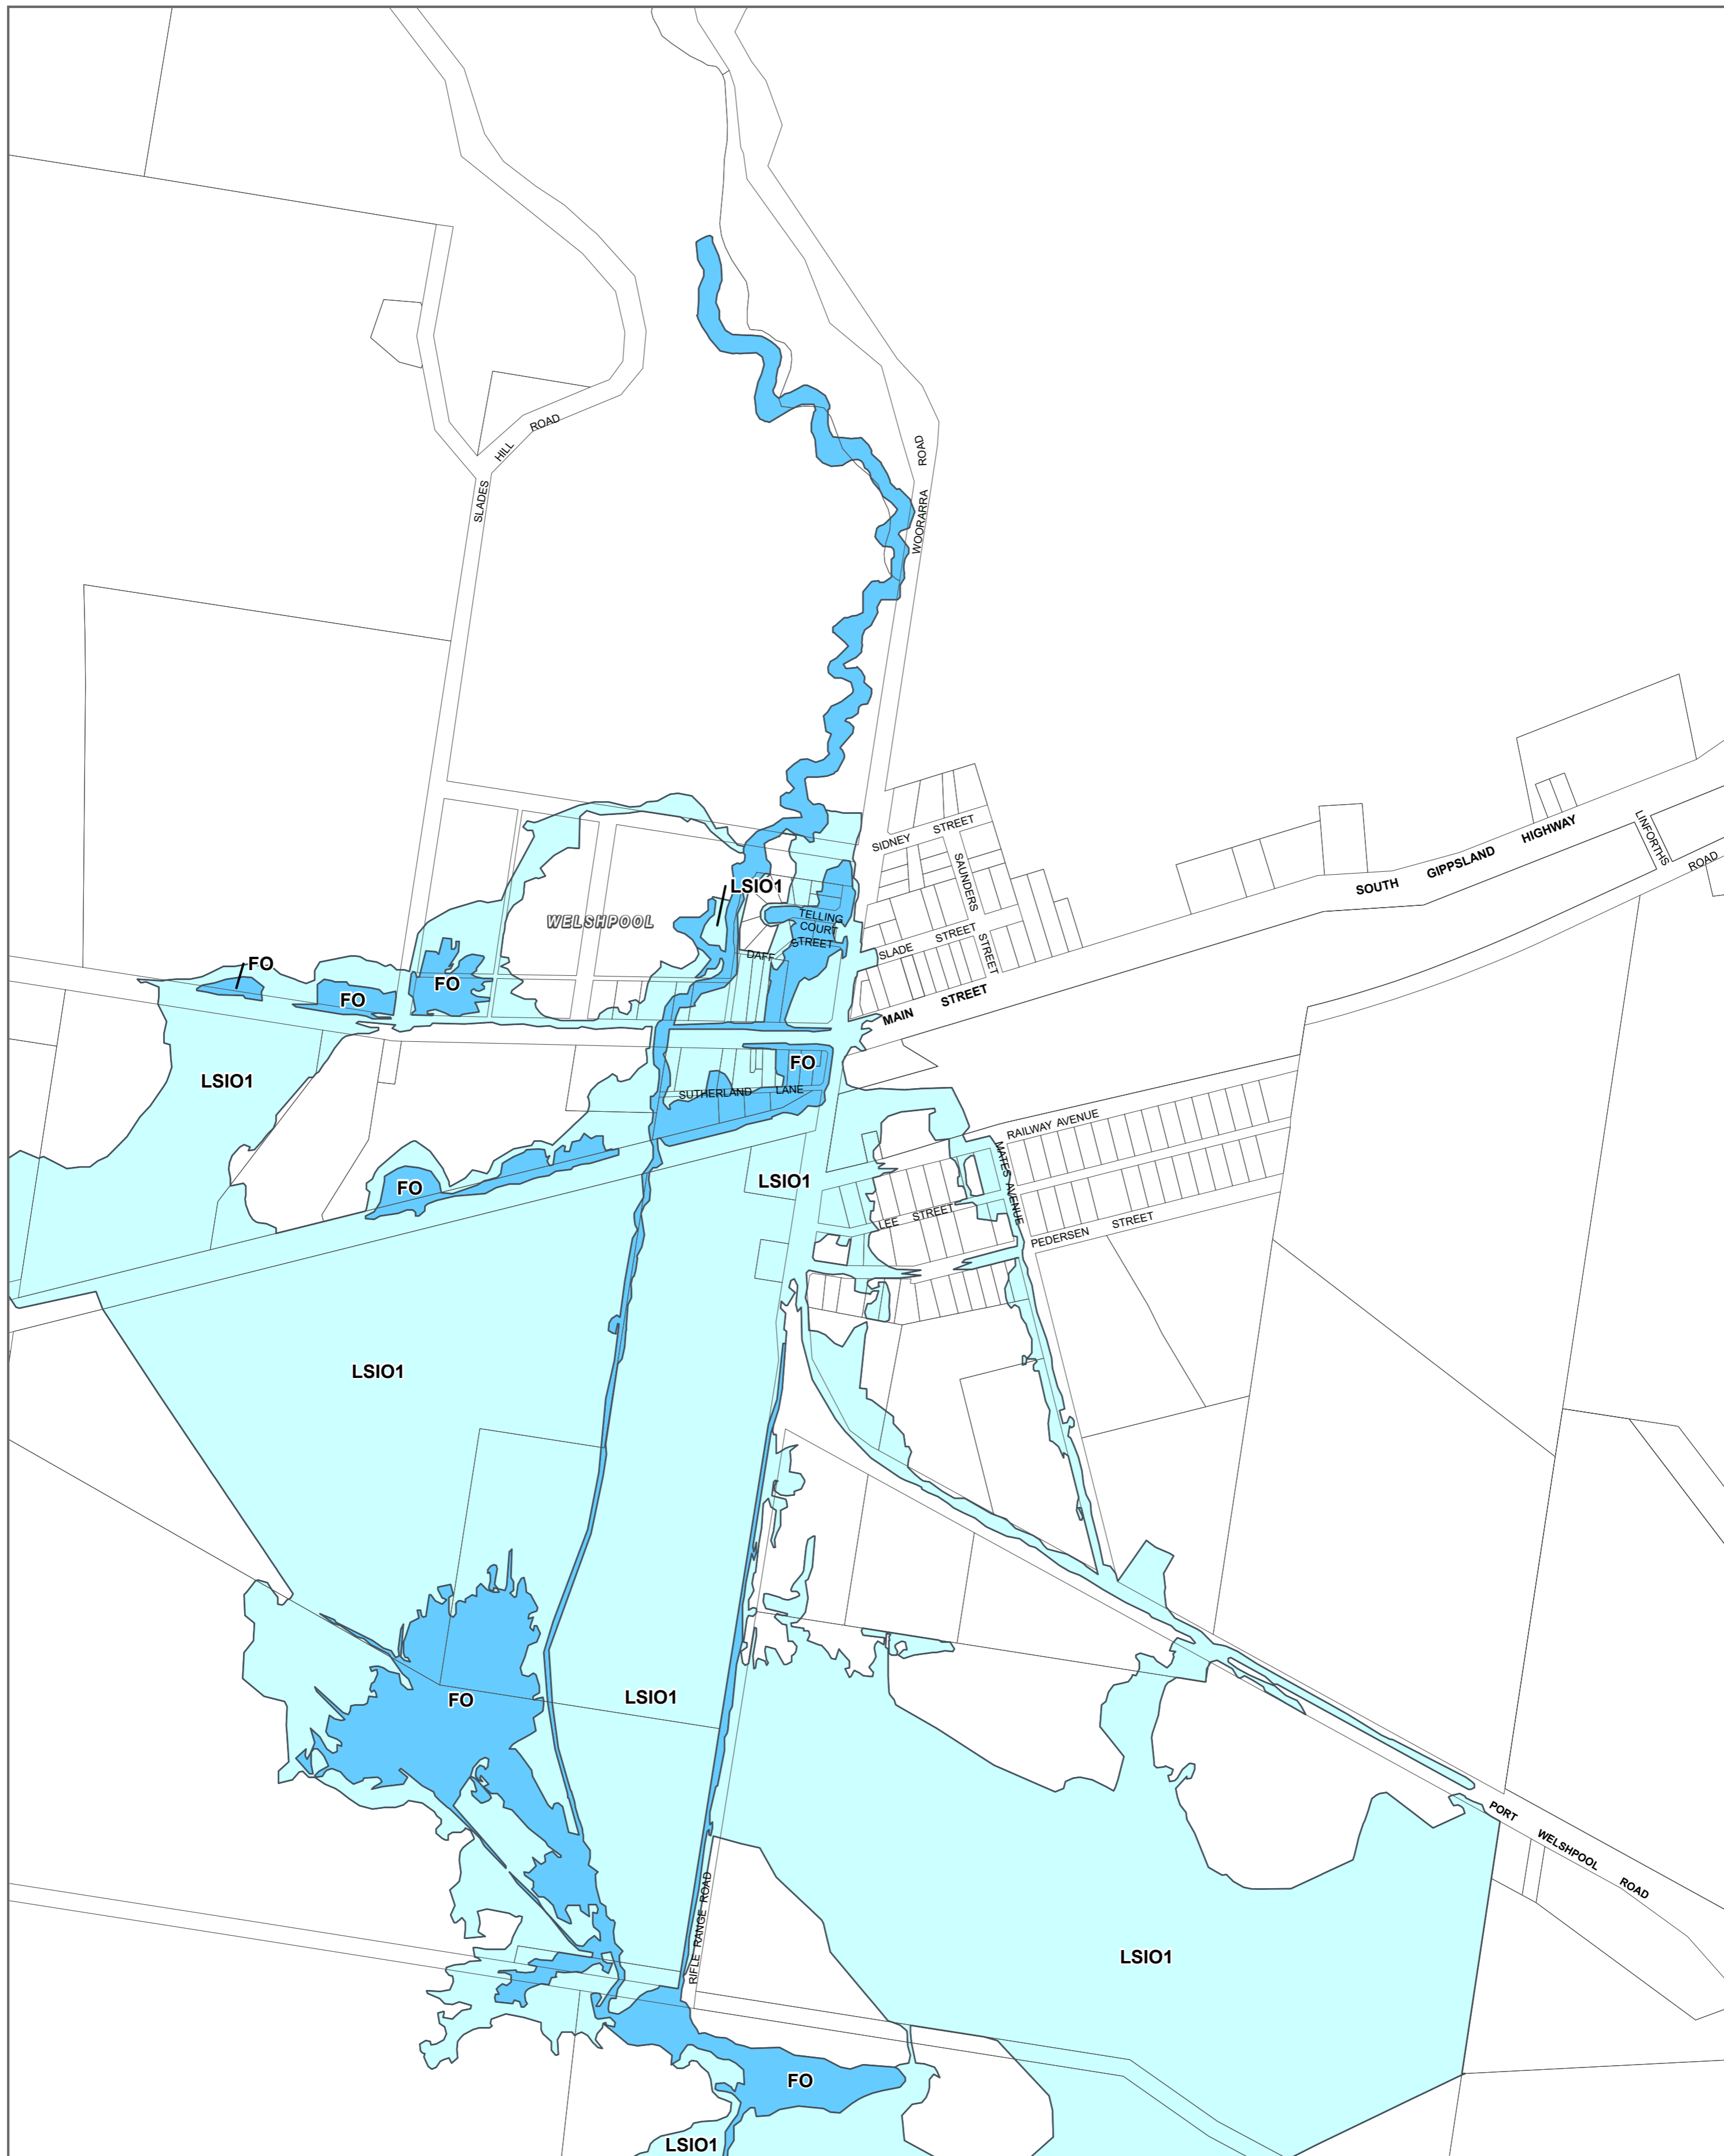 ROAD
HILL
SLADES
ROAD
WOORARRA
SIDNEY STREET
SAUNDERS
STREET
LINFORTHS
ROAD
SOUTH GIPPSLAND HIGHWAY
LSIO1
WELSHPOOL
TELLING
COURT
STREET
DAFF
SLADE STREET
FO
FO
FO
MAIN STREET
FO
LSIO1
SUTHERLAND LANE
RAILWAY AVENUE
MATES AVENUE
FO
LSIO1
LEE STREET
PEDERSEN STREET
LSIO1
FO
LSIO1
PORT WELSHPOOL ROAD
RIFLE RANGE ROAD
LSIO1
FO
LSIO1